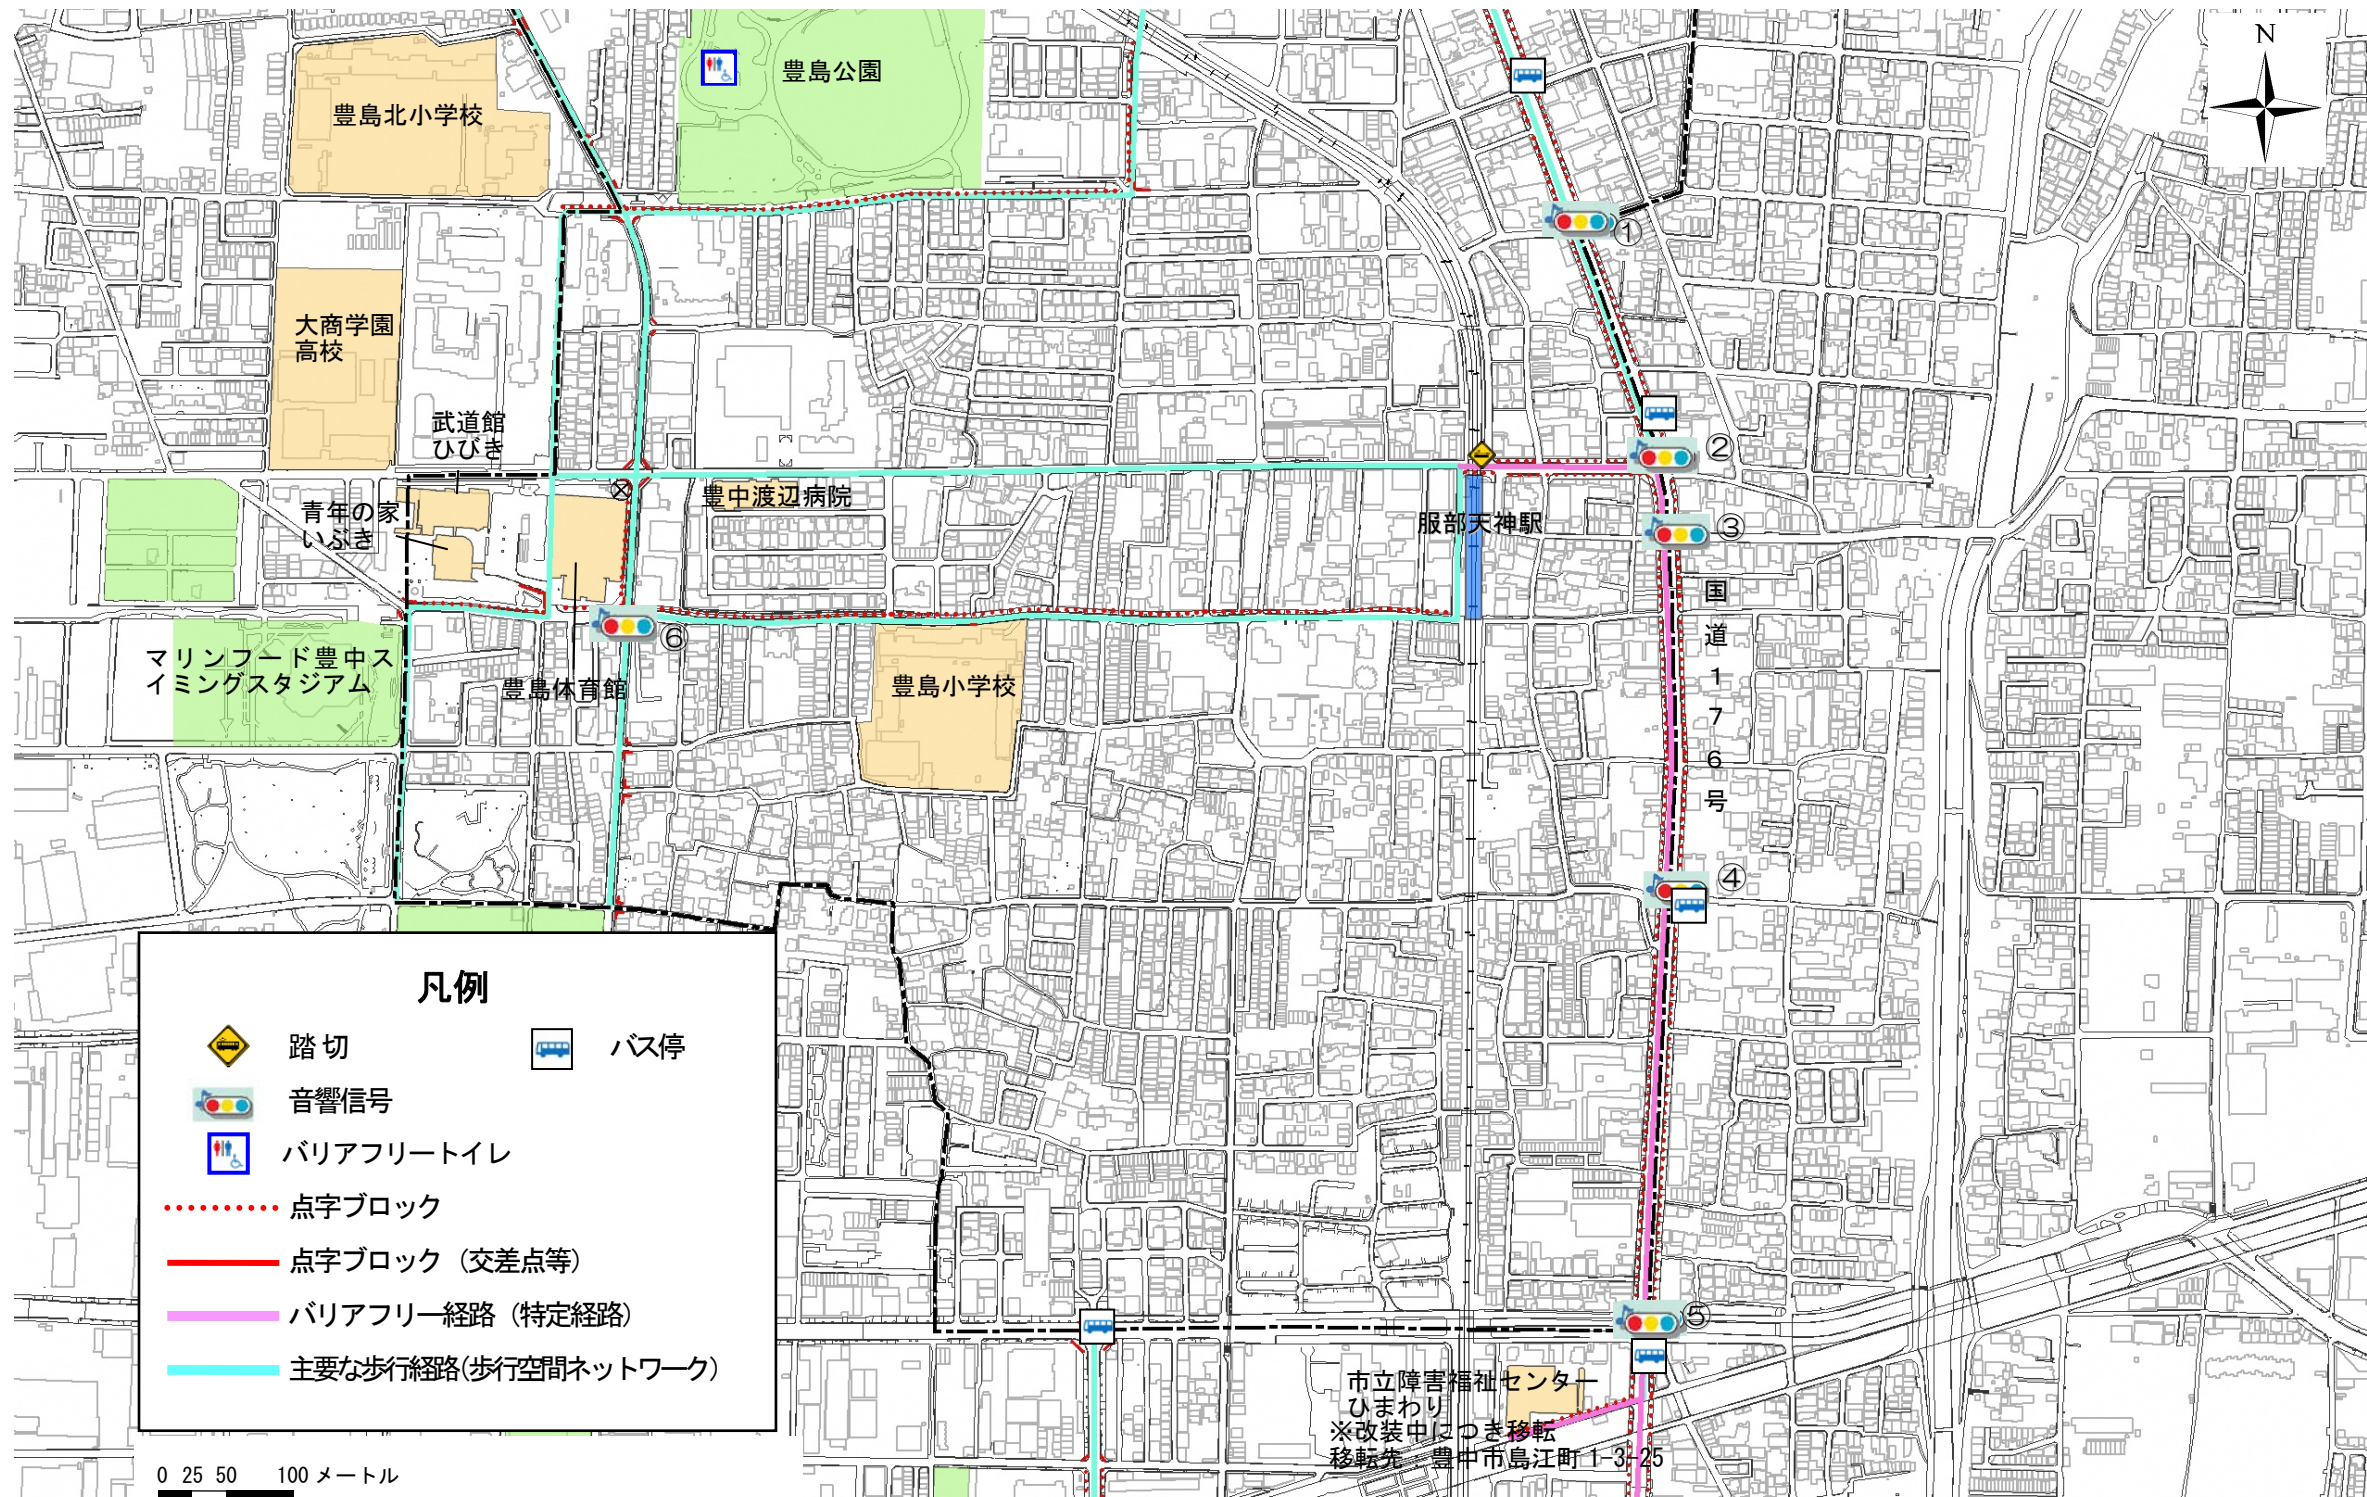 N
豊島公園
豊島北小学校
①
大商学園
高校
武道館
ひびき
②
豊中渡辺病院
青年の家
いぶき
服部天神駅
③
国道176号
⑥
マリンフード豊中ス
イミングスタジアム
豊島体育館
豊島小学校
④
凡例
踏切
バス停
音響信号
バリアフリートイレ
点字ブロック
点字ブロック（交差点等）
バリアフリー経路（特定経路）
主要な歩行経路(歩行空間ネットワーク)
⑤
市立障害福祉センター
ひまわり
※改装中につき移転
移転先：豊中市島江町1-3-25
0 25 50 100 メートル